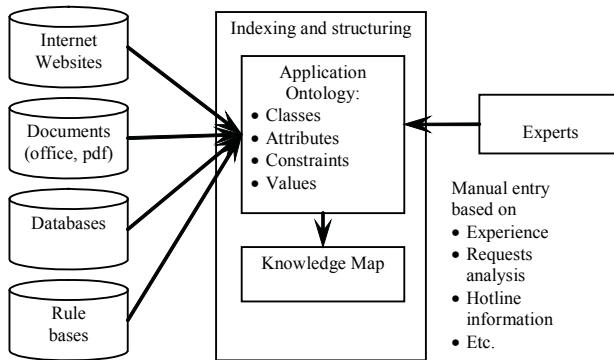 Internet
Websites
Documents
(office, pdf)
Databases
Rule
bases
Indexing and structuring
Application
Ontology:
• Classes
• Attributes
• Constraints
• Values
Knowledge Map
Experts
Manual entry
based on
• Experience
• Requests
analysis
• Hotline
information
• Etc.